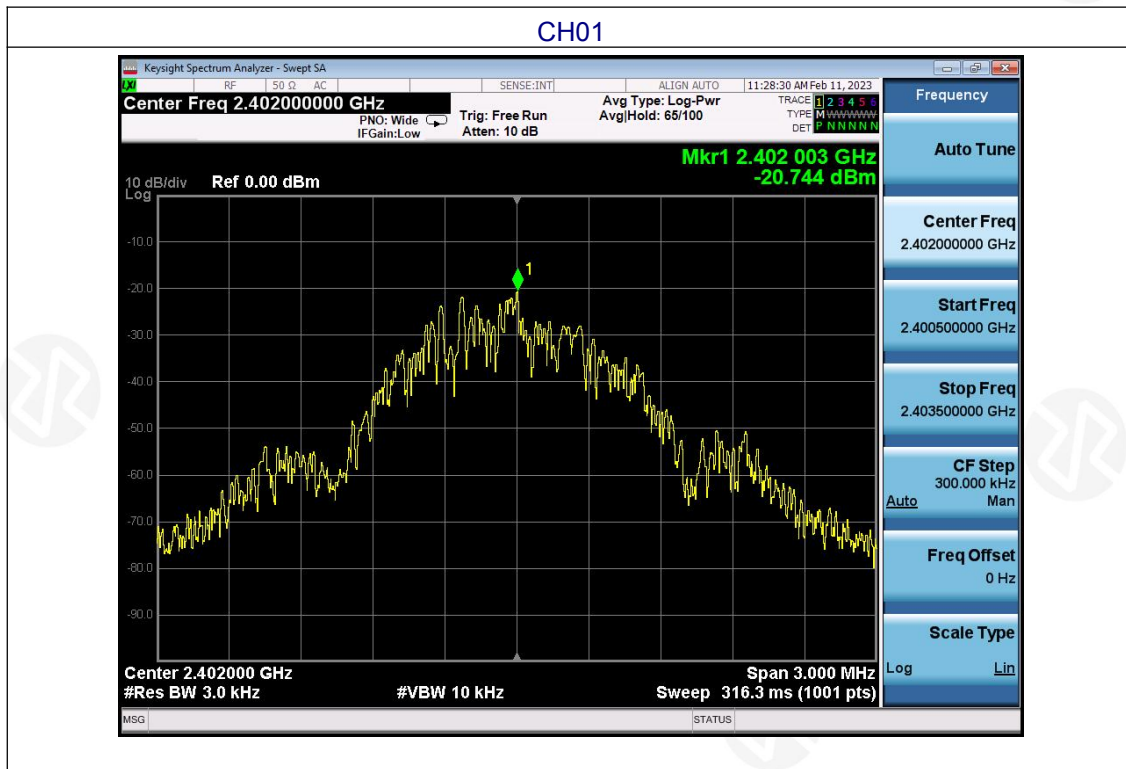 CH01
Keysight Spectrum Analyzer - Swept SA
LXI RF 50 Ω AC SENSE:INT ALIGN AUTO 11:28:30 AM Feb 11, 2023
Center Freq 2.402000000 GHz
PNO: Wide
IFGain:Low
Trig: Free Run
Atten: 10 dB
Avg Type: Log-Pwr
Avg|Hold: 65/100
TRACE 1 2 3 4 5 6
TYPE M WWWWW
DET P N N N N N
Mkr1 2.402 003 GHz
-20.744 dBm
10 dB/div Ref 0.00 dBm
Log
-10.0
1
-20.0
-30.0
-40.0
-50.0
-60.0
-70.0
-80.0
-90.0
Center 2.402000 GHz Span 3.000 MHz
#Res BW 3.0 kHz #VBW 10 kHz Sweep 316.3 ms (1001 pts)
MSG STATUS
Frequency
Auto Tune
Center Freq
2.402000000 GHz
Start Freq
2.400500000 GHz
Stop Freq
2.403500000 GHz
CF Step
300.000 kHz
Auto Man
Freq Offset
0 Hz
Scale Type
Log Lin